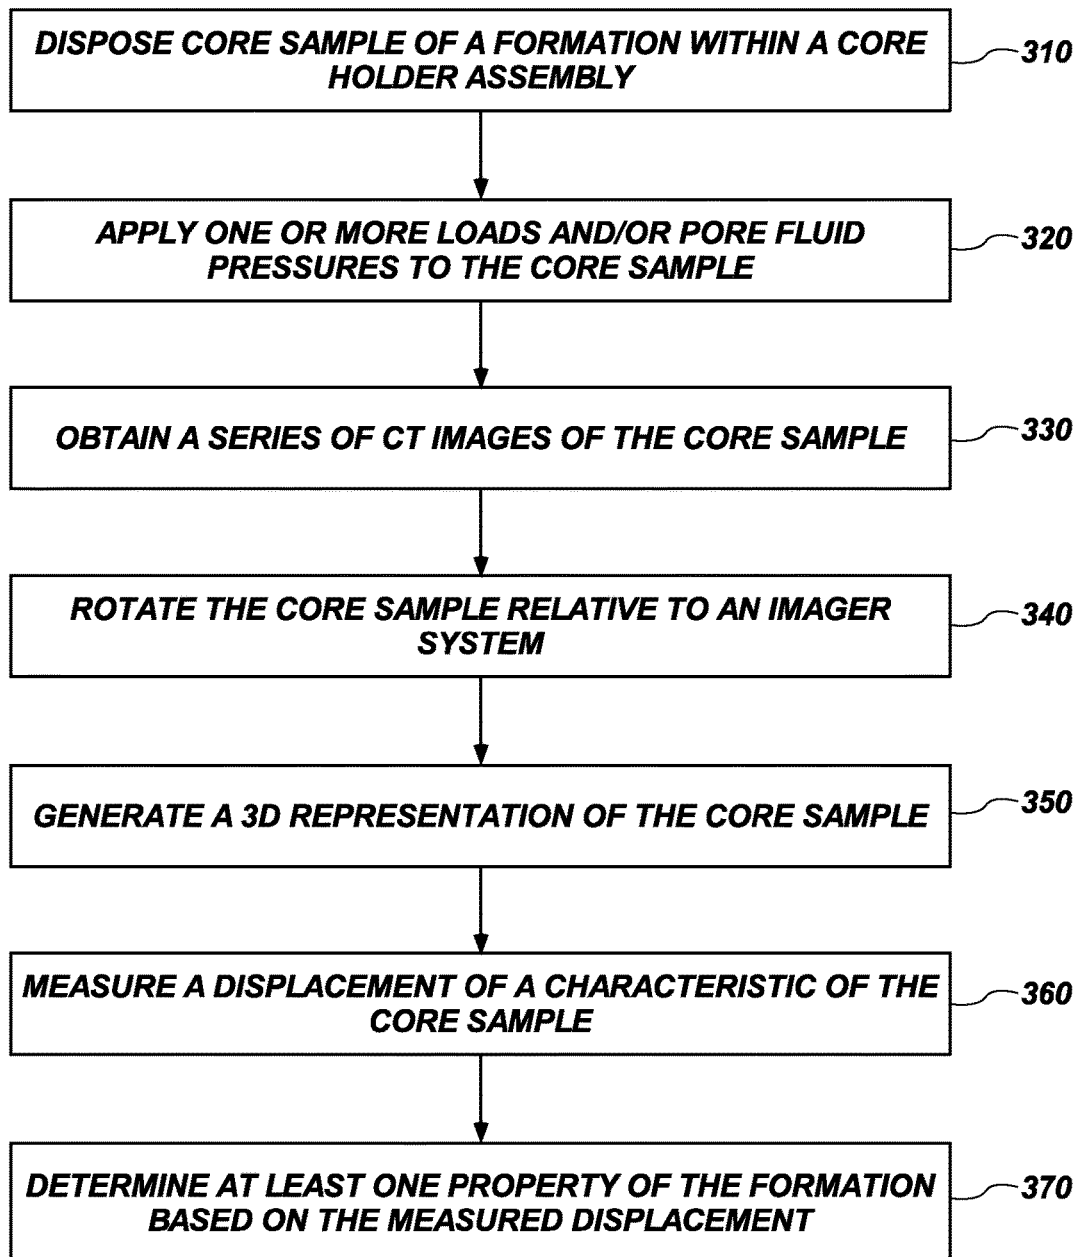 DISPOSE CORE SAMPLE OF A FORMATION WITHIN A CORE
HOLDER ASSEMBLY
310
APPLY ONE OR MORE LOADS AND/OR PORE FLUID
PRESSURES TO THE CORE SAMPLE
320
OBTAIN A SERIES OF CT IMAGES OF THE CORE SAMPLE
330
ROTATE THE CORE SAMPLE RELATIVE TO AN IMAGER
SYSTEM
340
GENERATE A 3D REPRESENTATION OF THE CORE SAMPLE
350
MEASURE A DISPLACEMENT OF A CHARACTERISTIC OF THE
CORE SAMPLE
360
DETERMINE AT LEAST ONE PROPERTY OF THE FORMATION
BASED ON THE MEASURED DISPLACEMENT
370